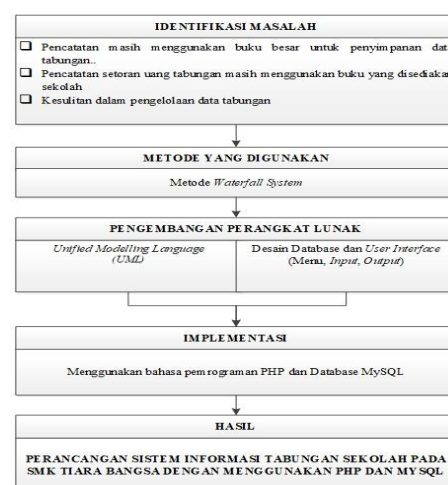 IDENTIFIKASI MASALAH
Pencatatan masih menggunakan buku besar untuk penyimpanan dat
tabungan..
Pencatatan setoran uang tabungan masih menggunakan buku yang disediaka
sekolah
Kesulitan dalam pengelolaan data tabungan
METODE YANG DIGUNAKAN
Metode Waterfall System
PENGEMBANGAN PERANGKAT LUNAK
Unified Modelling Language
(UML)
Desain Database dan User Interface
(Menu, Input, Output)
IMPLEMENTASI
Menggunakan bahasa pemrograman PHP dan Database MySQL
HASIL
PERANCANGAN SISTEM INFORMASI TABUNGAN SEKOLAH PADA
SMK TIARA BANGSA DENGAN MENGGUNAKAN PHP DAN MYSQL